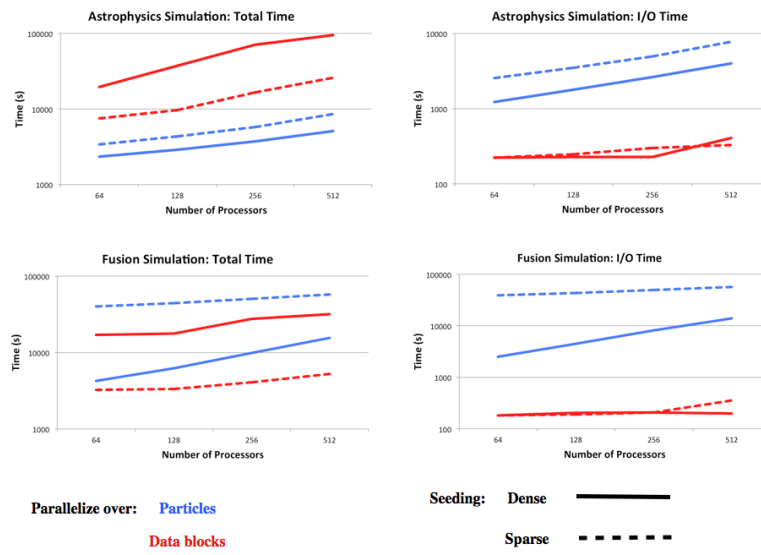 Astrophysics Simulation: Total Time
100000
10000
1000
Time (s)
64
128
256
512
Number of Processors
Astrophysics Simulation: I/O Time
10000
1000
100
Time (s)
64
128
256
512
Number of Processors
Fusion Simulation: Total Time
100000
10000
1000
Time (s)
64
128
256
512
Number of Processors
Fusion Simulation: I/O Time
100000
10000
1000
100
Time (s)
64
128
256
512
Number of Processors
Parallelize over: Particles
Data blocks
Seeding: Dense
Sparse